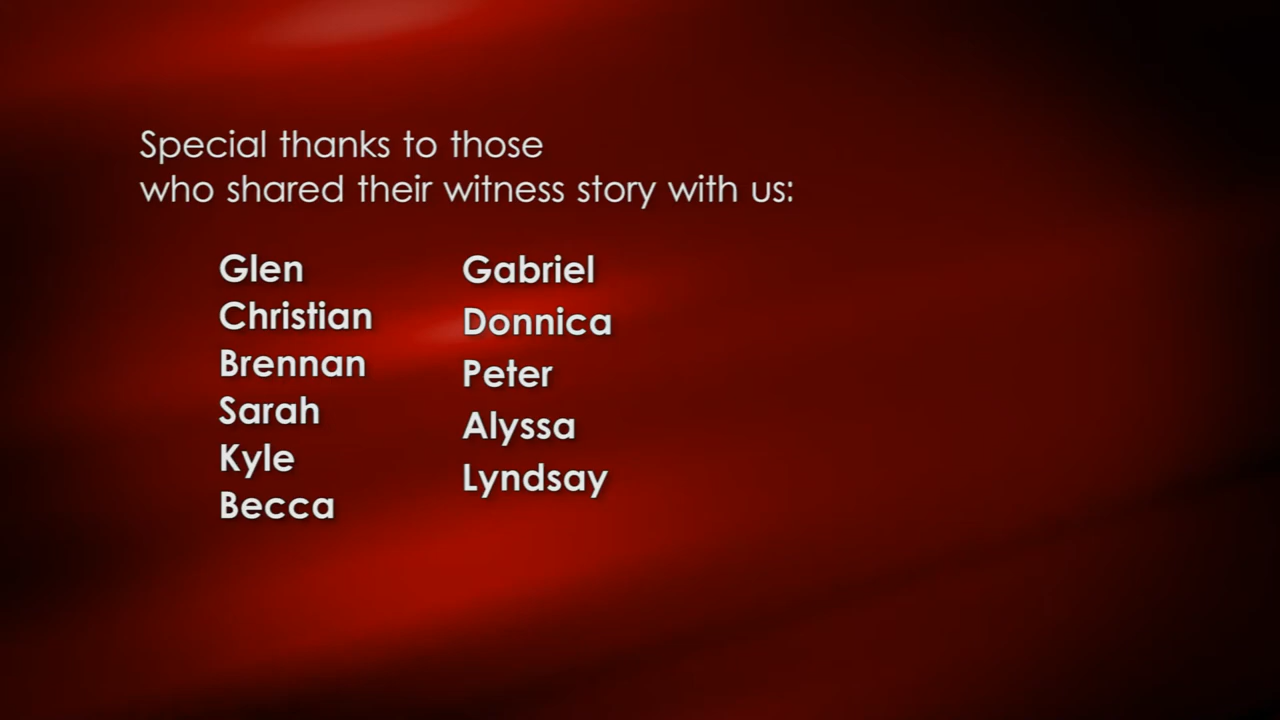 Special thanks to those
who shared their witness story with us:
Glen
Christian
Brennan
Sarah
Kyle
Becca
Gabriel
Donnica
Peter
Alyssa
Lyndsay